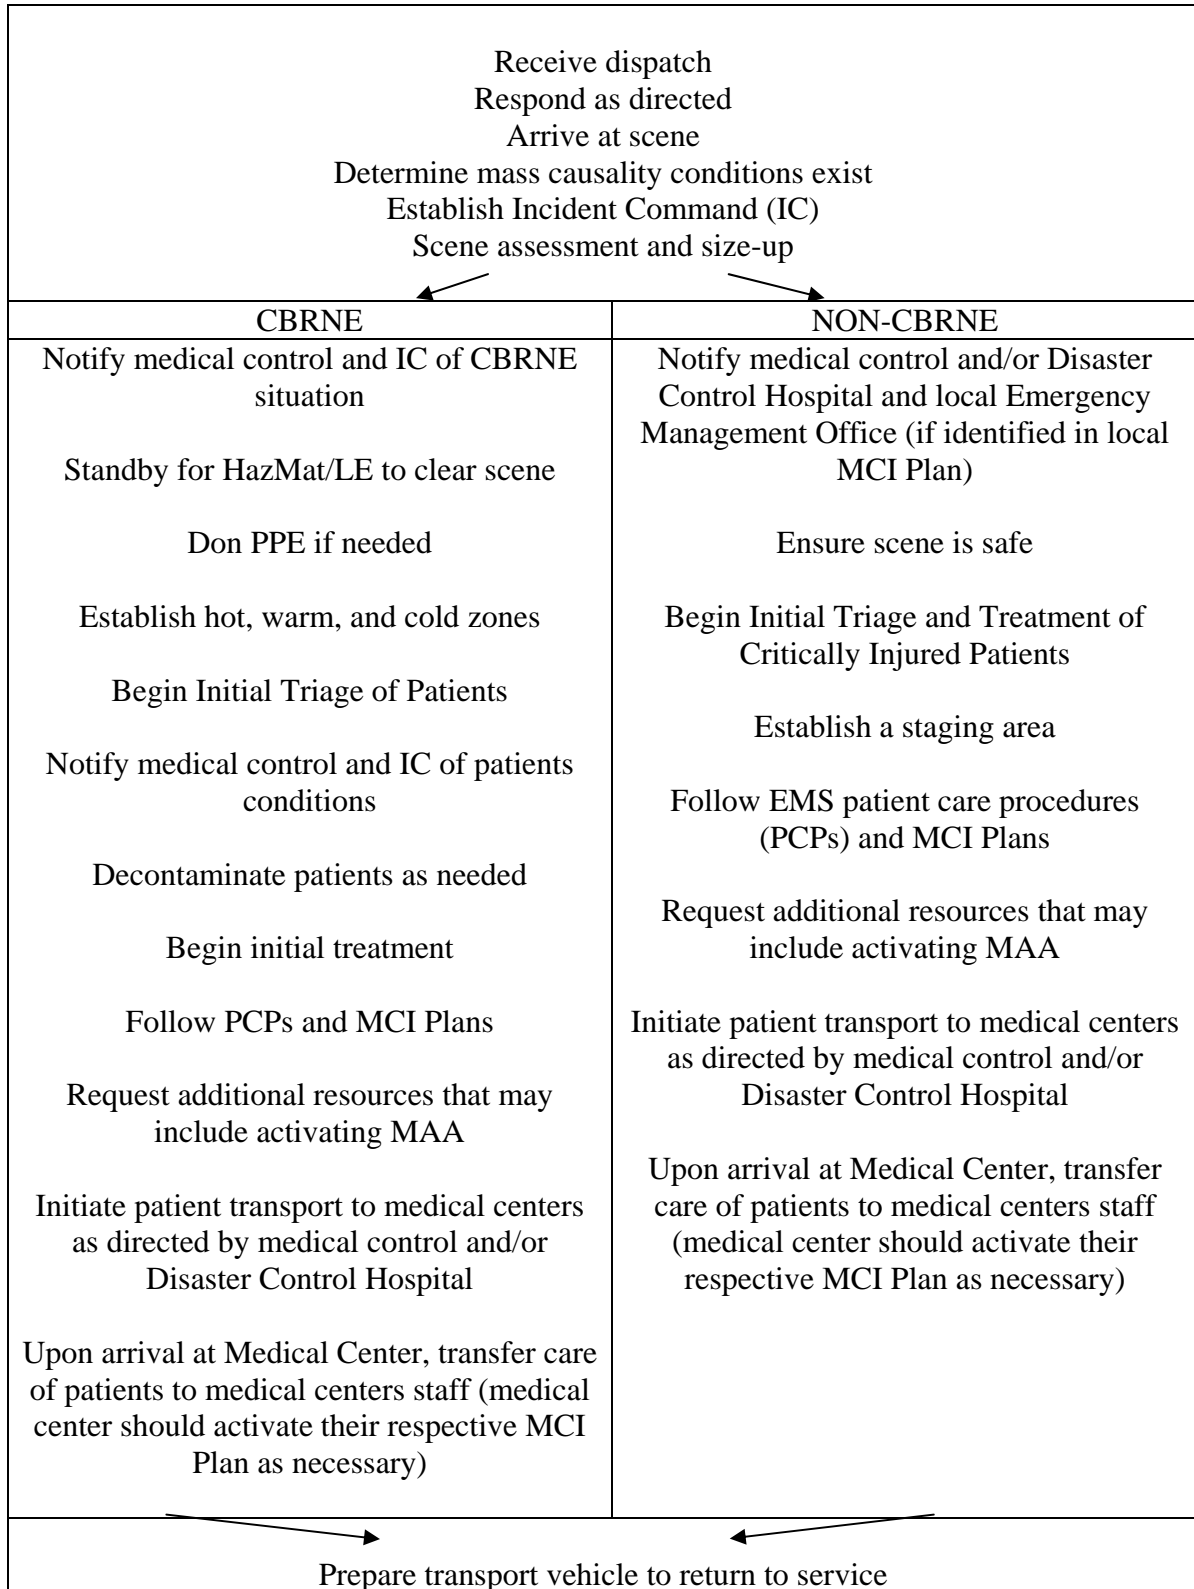 Receive dispatch
Respond as directed
Arrive at scene
Determine mass causality conditions exist
Establish Incident Command (IC)
Scene assessment and size-up
CBRNE
Notify medical control and IC of CBRNE
situation
Standby for HazMat/LE to clear scene
Don PPE if needed
Establish hot, warm, and cold zones
Begin Initial Triage of Patients
Notify medical control and IC of patients
conditions
Decontaminate patients as needed
Begin initial treatment
Follow PCPs and MCI Plans
Request additional resources that may
include activating MAA
Initiate patient transport to medical centers
as directed by medical control and/or
Disaster Control Hospital
Upon arrival at Medical Center, transfer care
of patients to medical centers staff (medical
center should activate their respective MCI
Plan as necessary)
NON-CBRNE
Notify medical control and/or Disaster
Control Hospital and local Emergency
Management Office (if identified in local
MCI Plan)
Ensure scene is safe
Begin Initial Triage and Treatment of
Critically Injured Patients
Establish a staging area
Follow EMS patient care procedures
(PCPs) and MCI Plans
Request additional resources that may
include activating MAA
Initiate patient transport to medical centers
as directed by medical control and/or
Disaster Control Hospital
Upon arrival at Medical Center, transfer
care of patients to medical centers staff
(medical center should activate their
respective MCI Plan as necessary)
Prepare transport vehicle to return to service